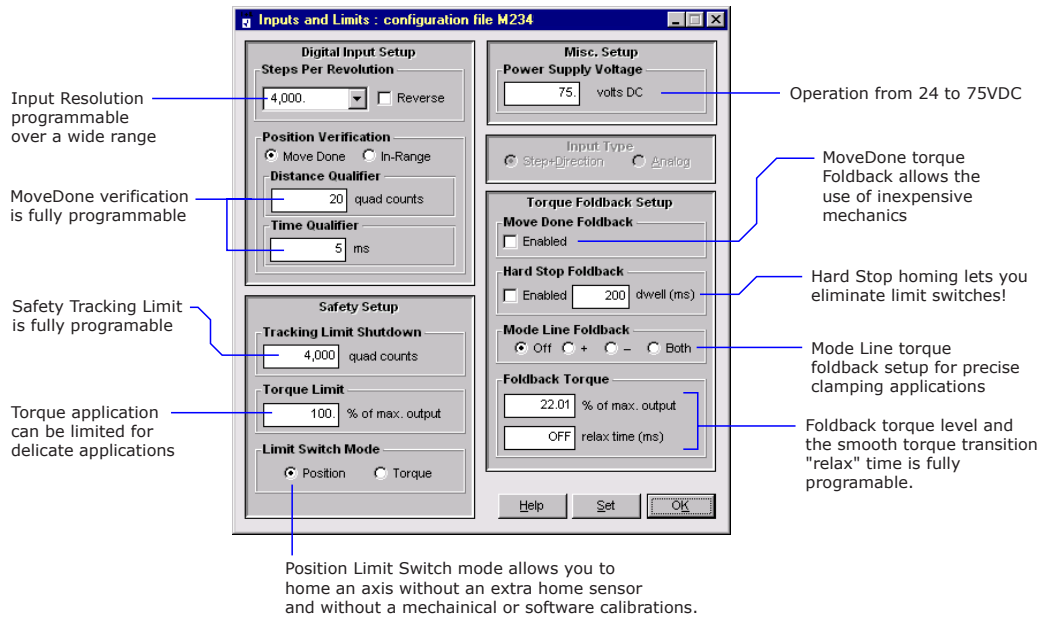 Inputs and Limits : configuration file M234
Digital Input Setup
Steps Per Revolution
4,000.
Reverse
Position Verification
Move Done
In-Range
Distance Qualifier
20 quad counts
Time Qualifier
5 ms
Safety Setup
Tracking Limit Shutdown
4,000 quad counts
Torque Limit
100. % of max. output
Limit Switch Mode
Position
Torque
Misc. Setup
Power Supply Voltage
75. volts DC
Input Type
Step+Direction
Analog
Torque Foldback Setup
Move Done Foldback
Enabled
Hard Stop Foldback
Enabled 200 dwell (ms)
Mode Line Foldback
Off + – Both
Foldback Torque
22.01 % of max. output
OFF relax time (ms)
Help
Set
OK
Input Resolution
programmable
over a wide range
MoveDone verification
is fully programmable
Safety Tracking Limit
is fully programable
Torque application
can be limited for
delicate applications
Operation from 24 to 75VDC
MoveDone torque
Foldback allows the
use of inexpensive
mechanics
Hard Stop homing lets you
eliminate limit switches!
Mode Line torque
foldback setup for precise
clamping applications
Foldback torque level and
the smooth torque transition
"relax" time is fully
programable.
Position Limit Switch mode allows you to
home an axis without an extra home sensor
and without a mechainical or software calibrations.